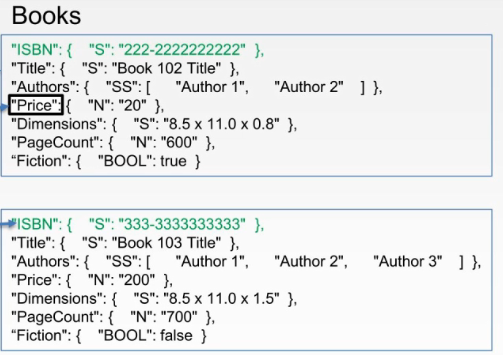 Books
"ISBN": { "S": "222-2222222222" },
"Title": { "S": "Book 102 Title" },
"Authors": { "SS": [ "Author 1", "Author 2" ] },
"Price": { "N": "20" },
"Dimensions": { "S": "8.5 x 11.0 x 0.8" },
"PageCount": { "N": "600" },
“Fiction": { "BOOL": true }
"ISBN": { "S": "333-3333333333" },
"Title": { "S": "Book 103 Title" },
"Authors": { "SS": [ "Author 1", "Author 2", "Author 3" ] },
"Price": { "N": "200" },
"Dimensions": { "S": "8.5 x 11.0 x 1.5" },
"PageCount": { "N": "700" },
“Fiction": { "BOOL": false }